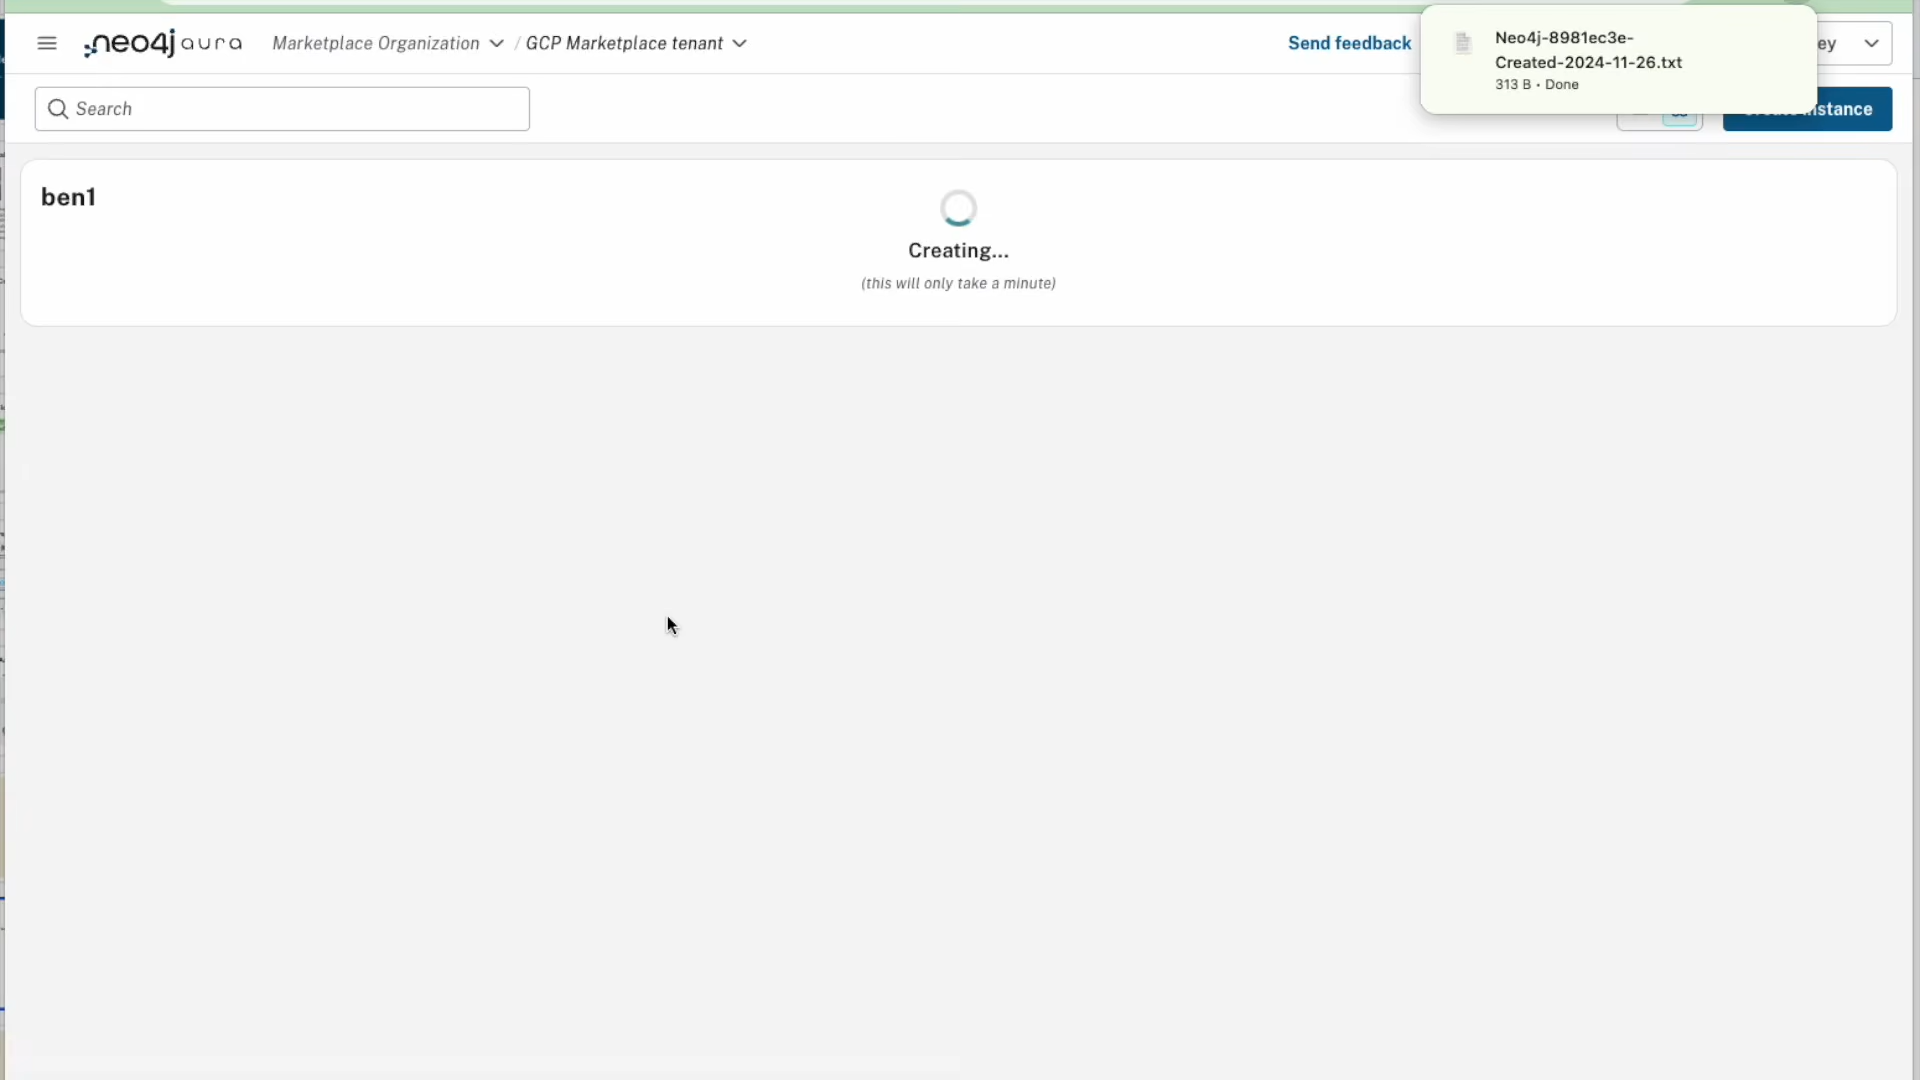 neo4j aura
Marketplace Organization / GCP Marketplace tenant
Send feedback
Neo4j-8981ec3e-
Created-2024-11-26.txt
313 B • Done
ey
Search
instance
ben1
Creating...
(this will only take a minute)